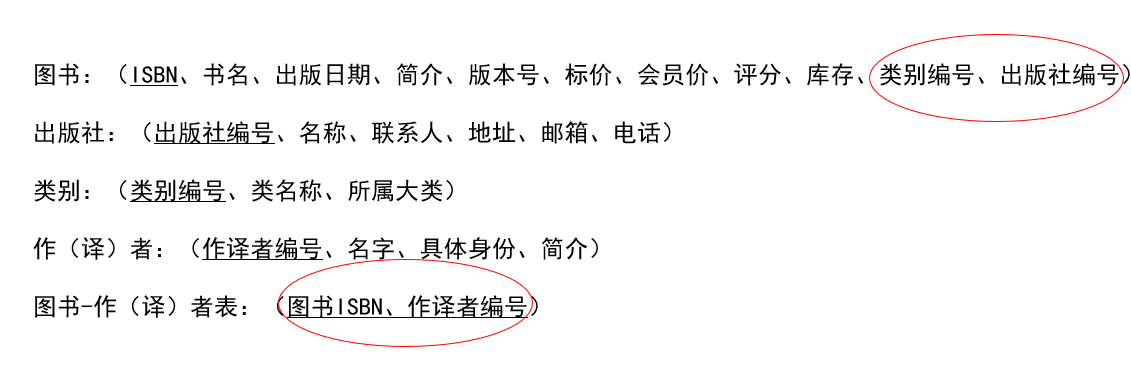 图书：（ISBN、书名、出版日期、简介、版本号、标价、会员价、评分、库存、类别编号、出版社编号）
出版社：（出版社编号、名称、联系人、地址、邮箱、电话）
类别：（类别编号、类名称、所属大类）
作（译）者：（作译者编号、名字、具体身份、简介）
图书-作（译）者表：（图书ISBN、作译者编号）